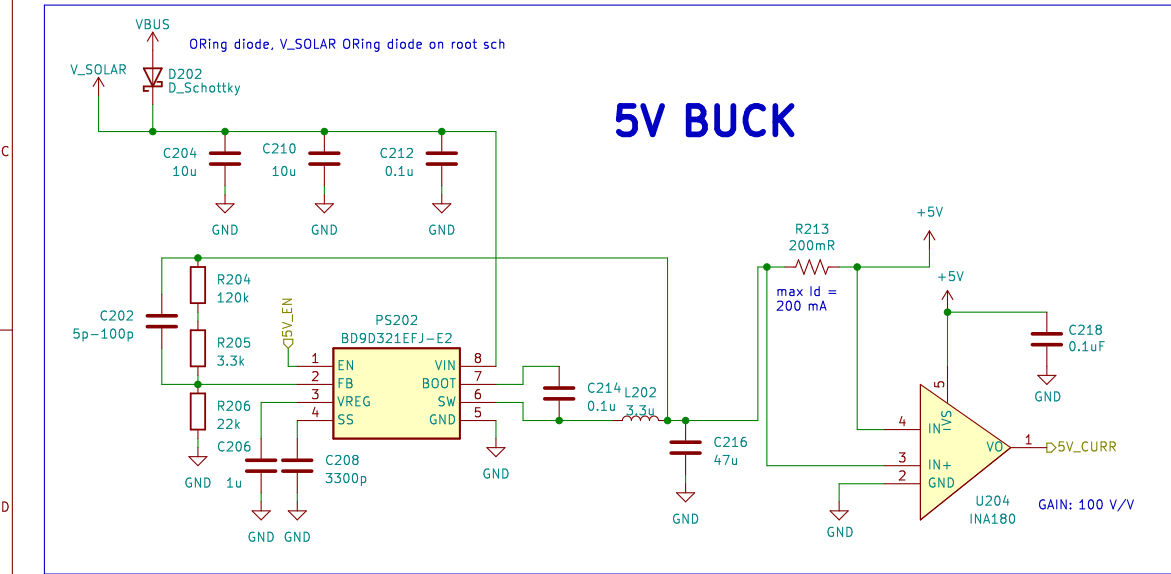 VBUS
ORing diode, V_SOLAR ORing diode on root sch
V_SOLAR
D202
D_Schottky
5V BUCK
C
C204
10u
C210
10u
C212
0.1u
GND
GND
GND
R213
200mR
+5V
max Id =
200 mA
+5V
R204
120k
C202
5p-100p
5V_EN
PS202
BD9D321EFJ-E2
C218
0.1uF
R205
3.3k
1
EN
VIN
8
2
FB
BOOT
7
3
VREG
SW
6
4
SS
GND
5
C214
0.1u
L202
3.3u
GND
R206
22k
5
VS
4
IN-
C216
47u
GND
C206
1u
C208
3300p
GND
VO
1
5V_CURR
3
IN+
2
GND
GND
GND
GND
GND
GND
U204
INA180
GAIN: 100 V/V
D